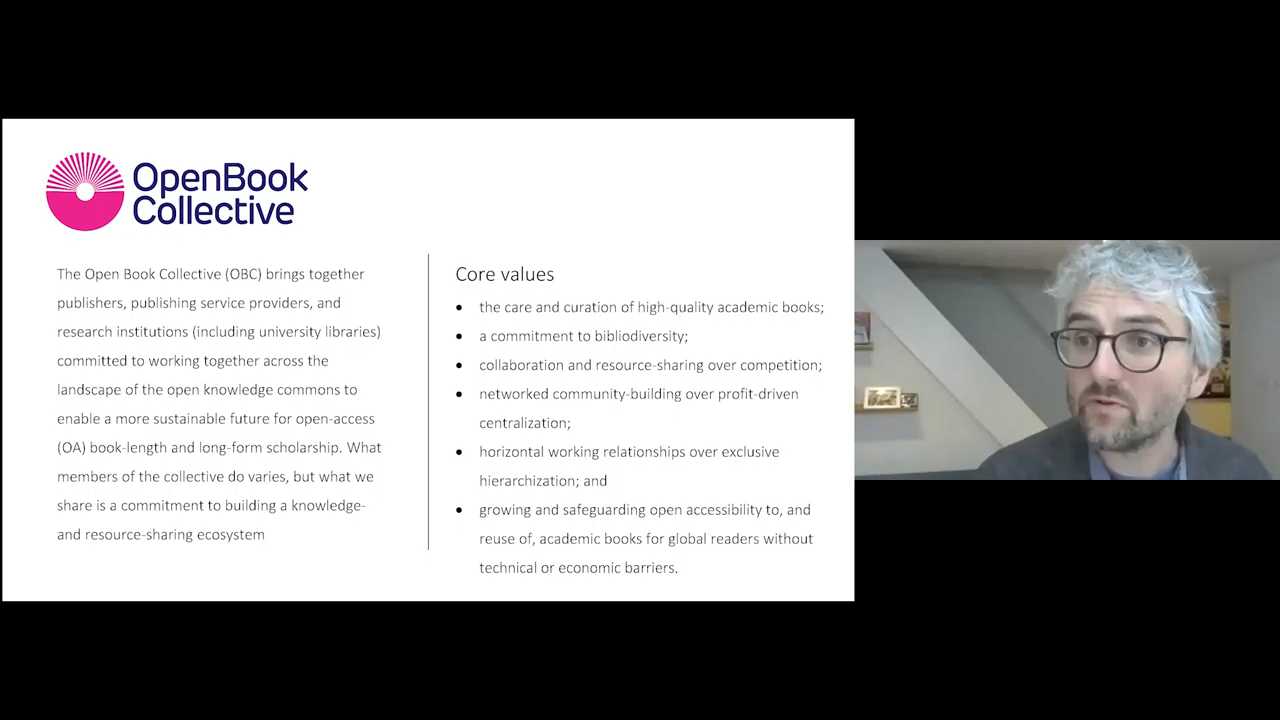 OpenBook
Collective
The Open Book Collective (OBC) brings together
publishers, publishing service providers, and
research institutions (including university libraries)
committed to working together across the
landscape of the open knowledge commons to
enable a more sustainable future for open-access
(OA) book-length and long-form scholarship. What
members of the collective do varies, but what we
share is a commitment to building a knowledge-
and resource-sharing ecosystem
Core values
• the care and curation of high-quality academic books;
• a commitment to bibliodiversity;
• collaboration and resource-sharing over competition;
• networked community-building over profit-driven
centralization;
• horizontal working relationships over exclusive
hierarchization; and
• growing and safeguarding open accessibility to, and
reuse of, academic books for global readers without
technical or economic barriers.